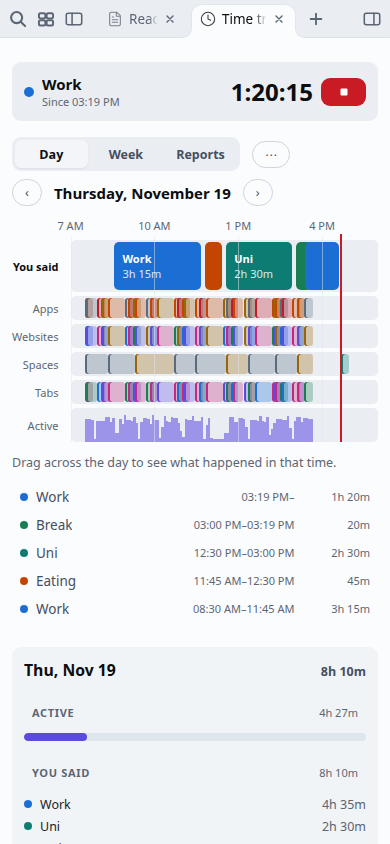 Read
Time tr
Work
Since 03:19 PM
1:20:15
Day
Week
Reports
...
Thursday, November 19
7 AM
10 AM
1 PM
4 PM
You said
Work
3h 15m
Uni
2h 30m
Apps
Websites
Spaces
Tabs
Active
Drag across the day to see what happened in that time.
Work 03:19 PM– 1h 20m
Break 03:00 PM–03:19 PM 20m
Uni 12:30 PM–03:00 PM 2h 30m
Eating 11:45 AM–12:30 PM 45m
Work 08:30 AM–11:45 AM 3h 15m
Thu, Nov 19 8h 10m
ACTIVE 4h 27m
YOU SAID 8h 10m
Work 4h 35m
Uni 2h 30m